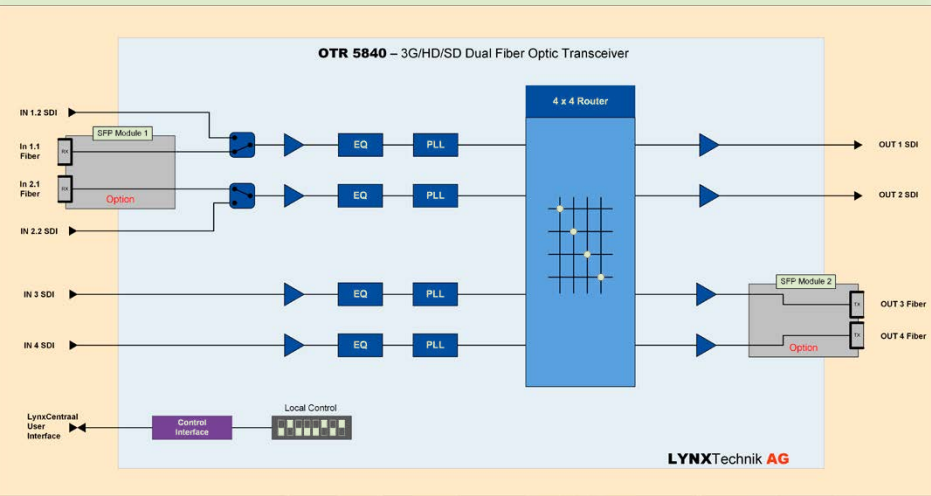 OTR 5840 – 3G/HD/SD Dual Fiber Optic Transceiver
4 x 4 Router
IN 1.2 SDI
SFP Module 1
In 1.1
Fiber
RX
EQ
PLL
OUT 1 SDI
In 2.1
Fiber
RX
Option
EQ
PLL
OUT 2 SDI
IN 2.2 SDI
SFP Module 2
IN 3 SDI
EQ
PLL
TX
OUT 3 Fiber
IN 4 SDI
EQ
PLL
TX
OUT 4 Fiber
Option
Local Control
LynxCentraal
User
Interface
Control
Interface
LYNXTechnik AG